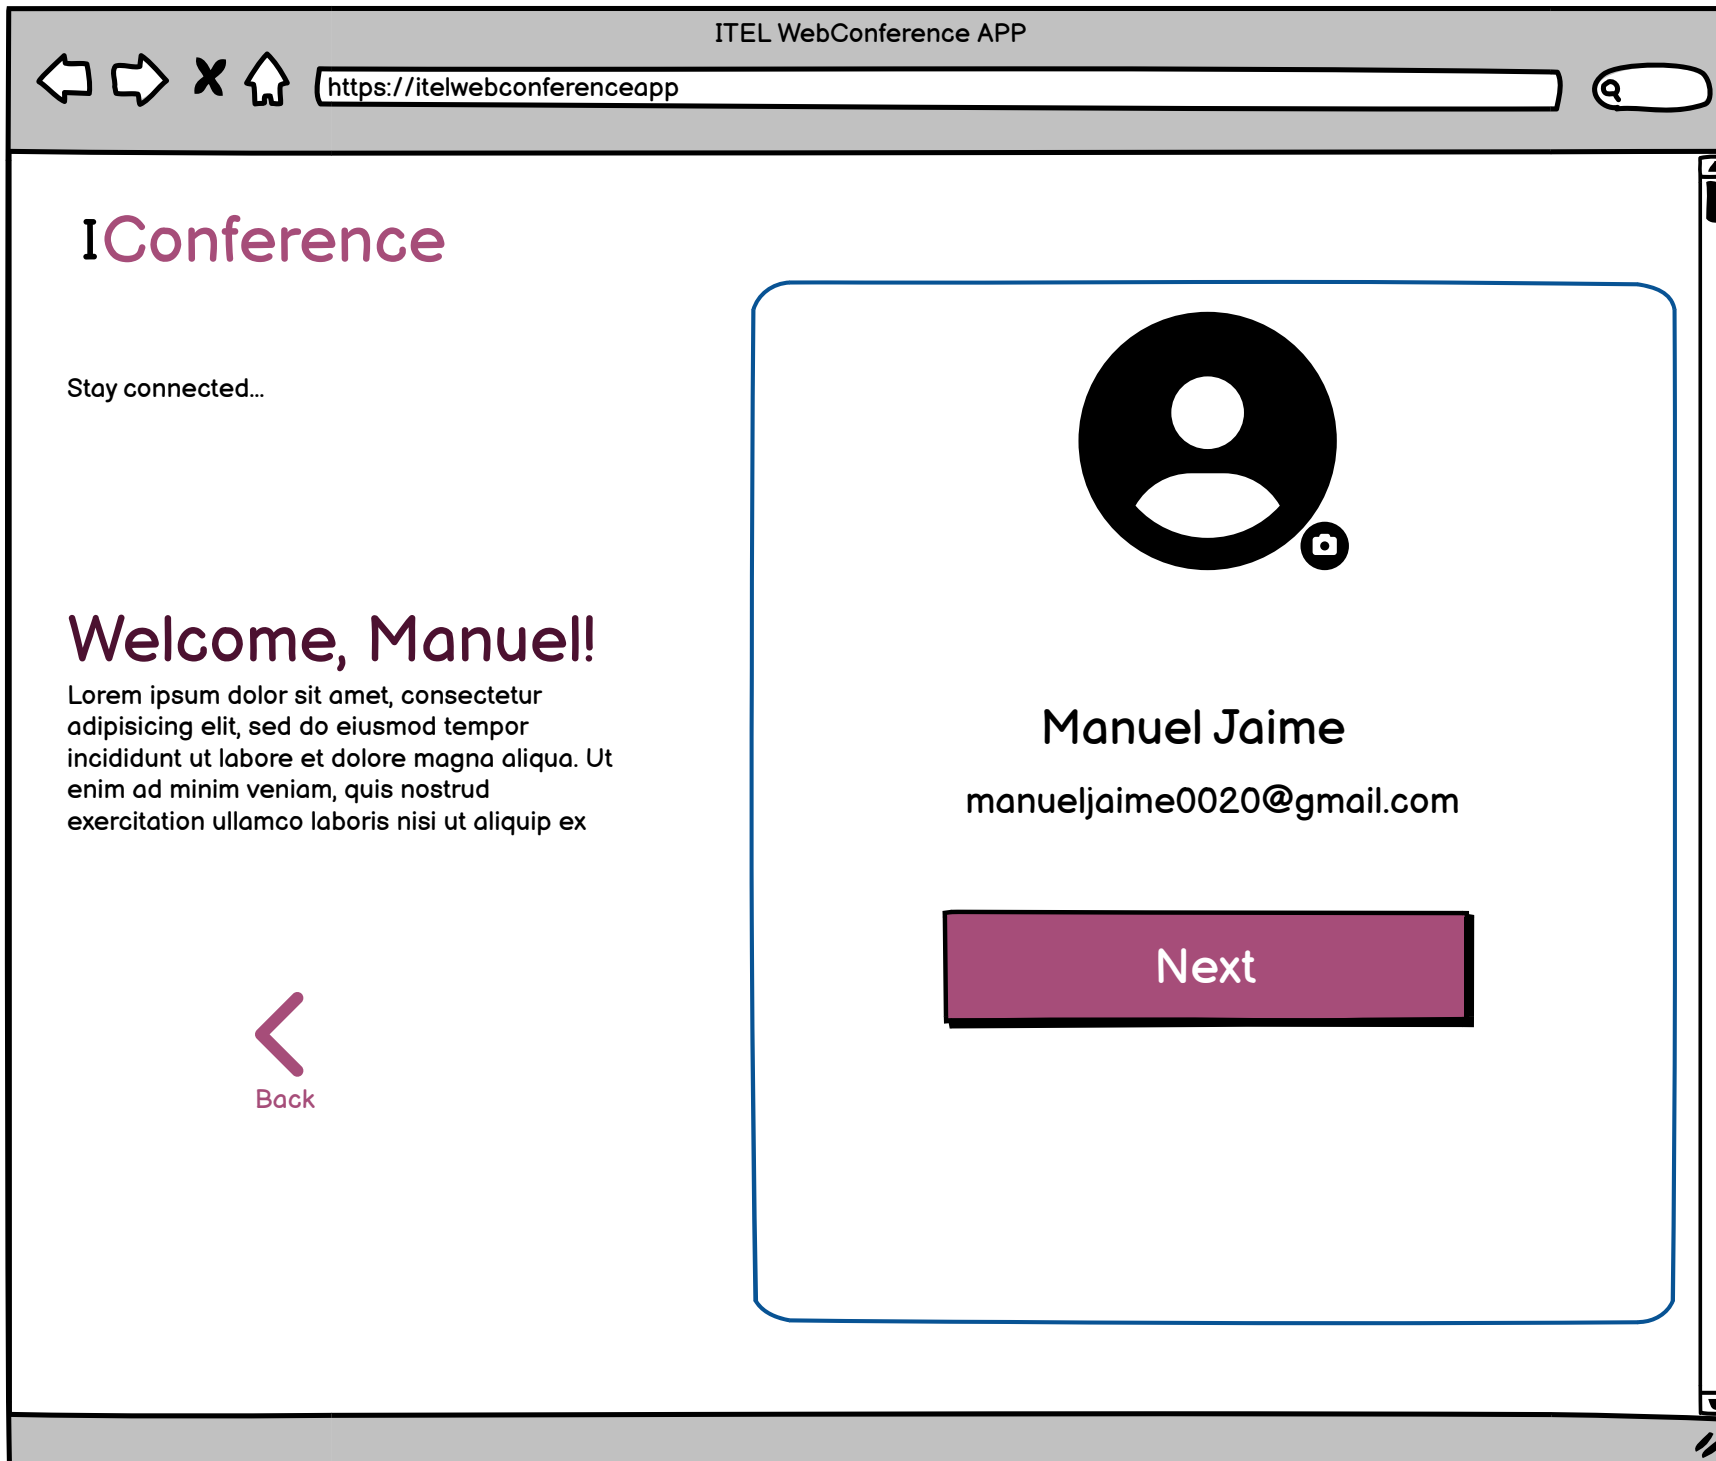 ITEL WebConference APP
https://itelwebconferenceapp
IConference
Stay connected...
Welcome, Manuel!
Lorem ipsum dolor sit amet, consectetur
adipisicing elit, sed do eiusmod tempor
incididunt ut labore et dolore magna aliqua. Ut
enim ad minim veniam, quis nostrud
exercitation ullamco laboris nisi ut aliquip ex
Back
Manuel Jaime
manueljaime0020@gmail.com
Next